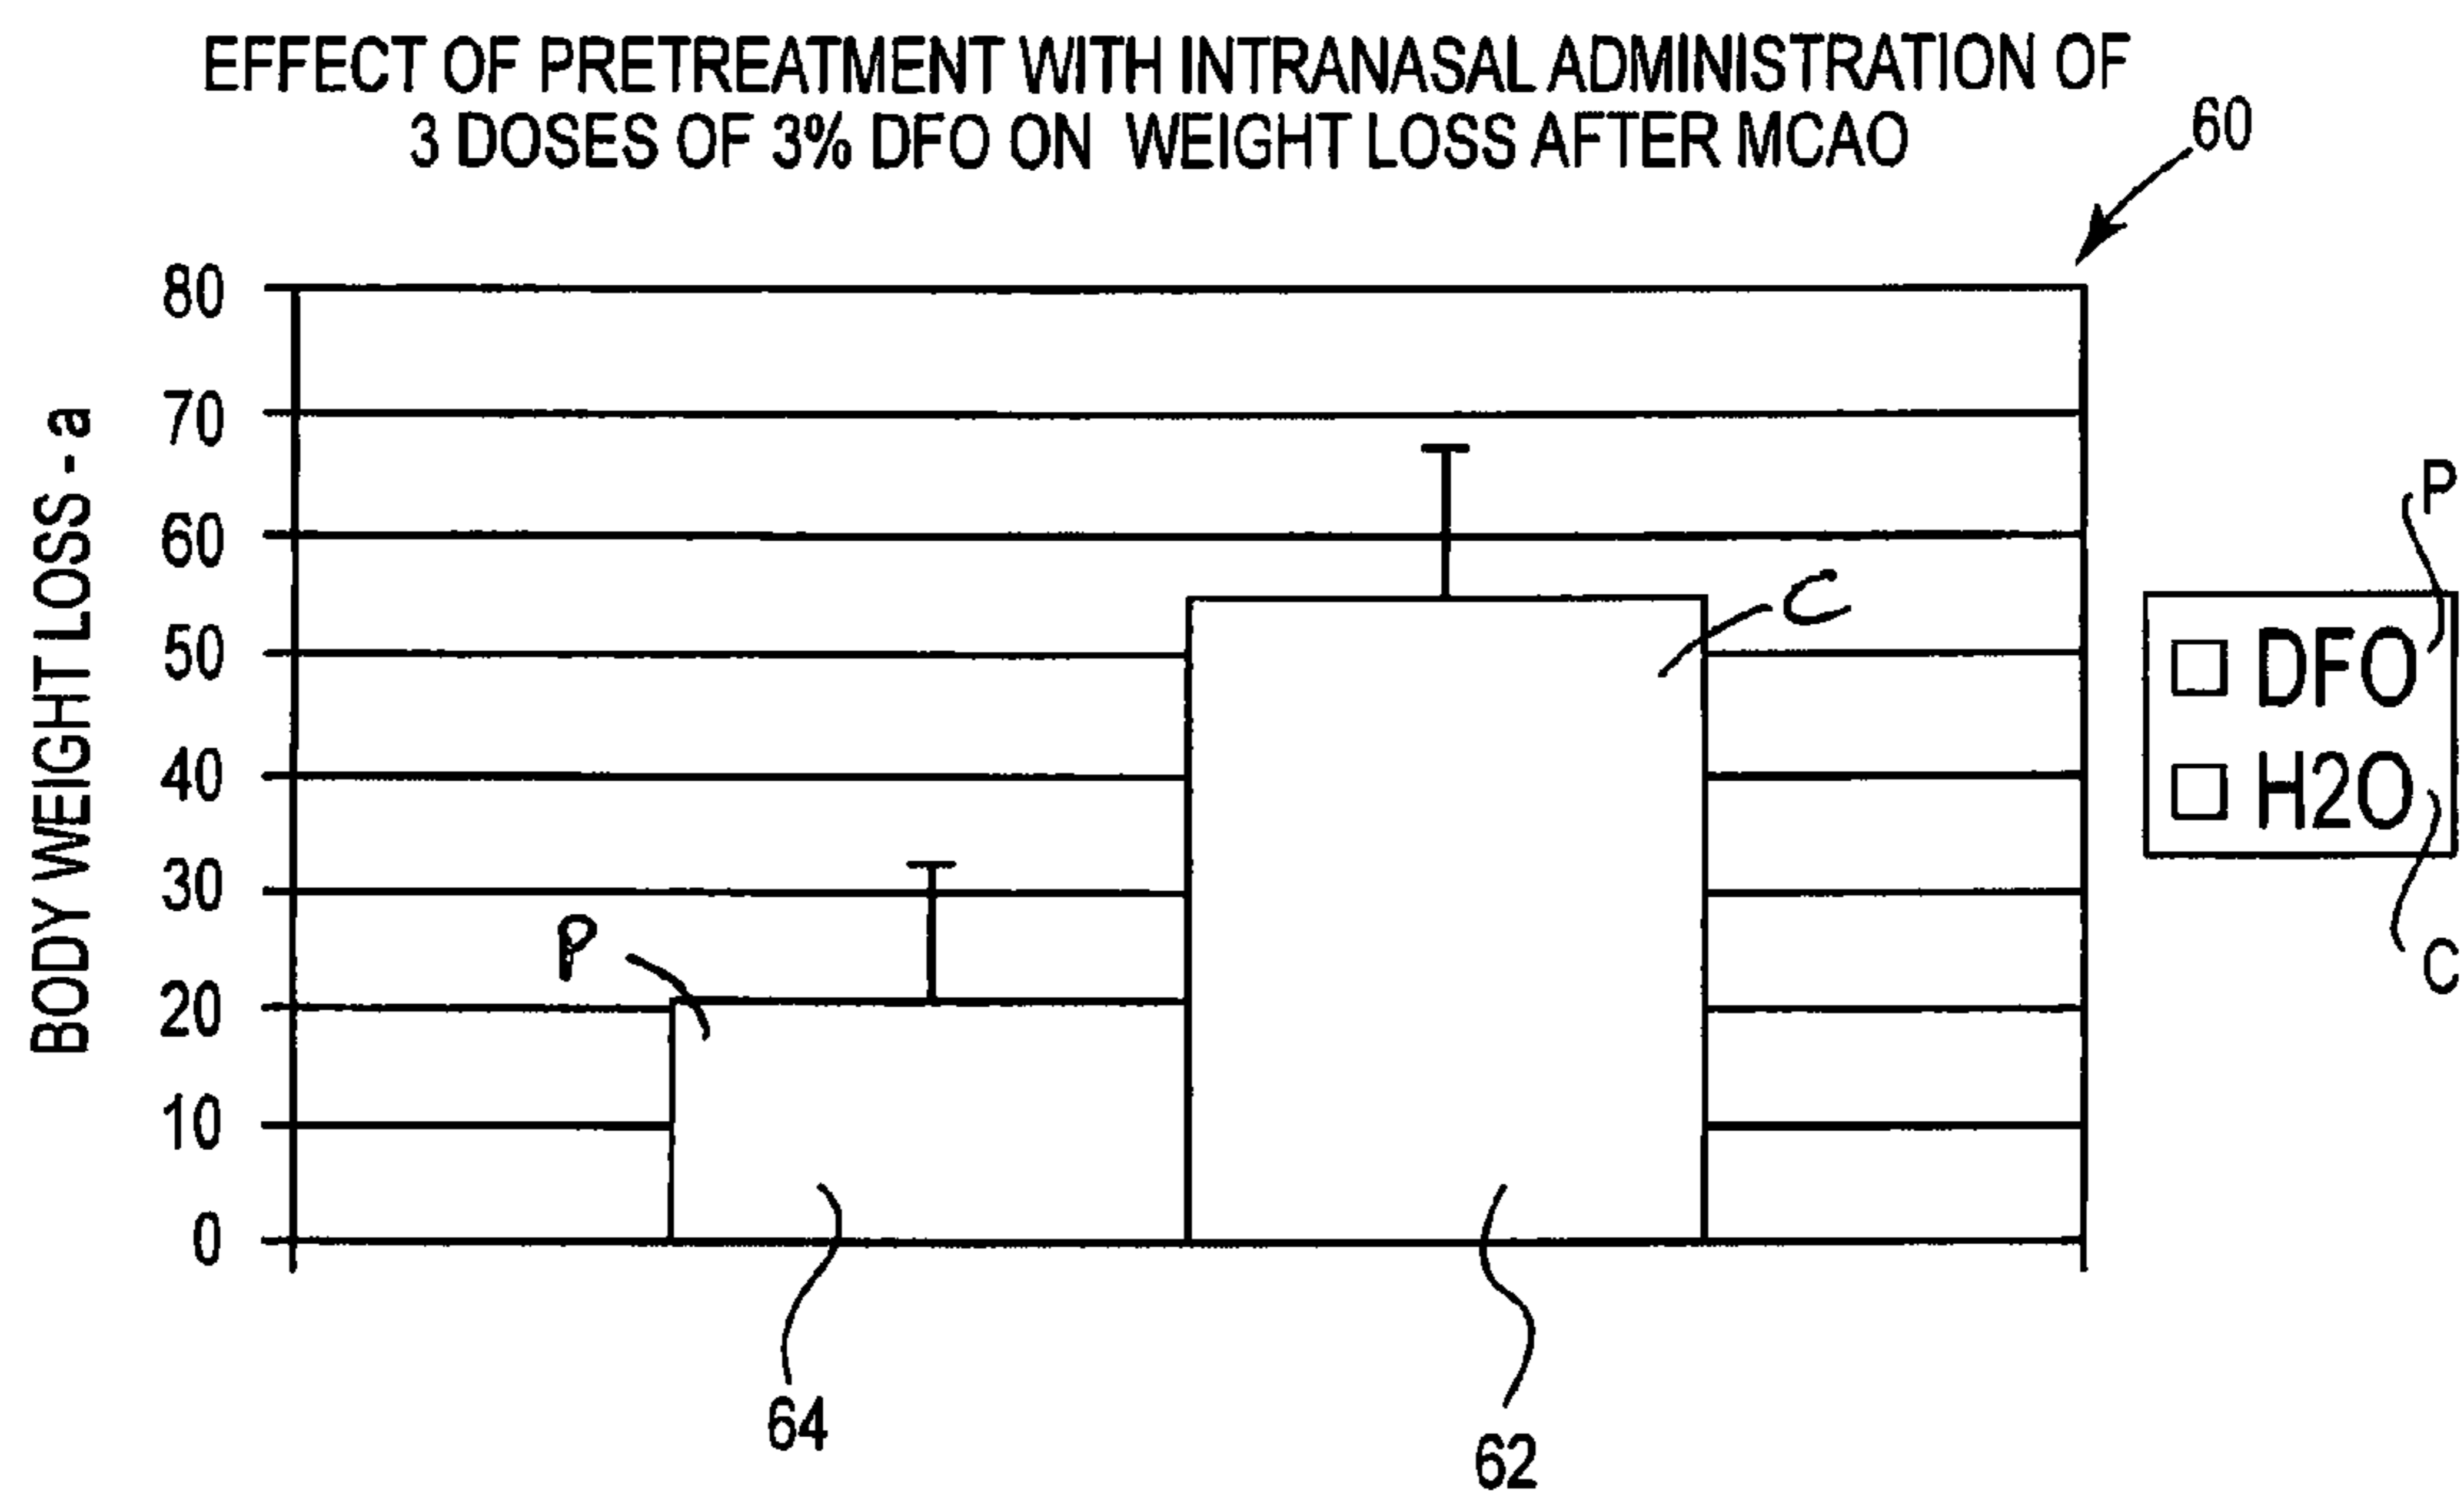 EFFECT OF PRETREATMENT WITH INTRANASAL ADMINISTRATION OF
3 DOSES OF 3% DFO ON WEIGHT LOSS AFTER MCAO
60
BODY WEIGHT LOSS - a
80
70
60
50
40
30
20
10
0
P
C
P
DFO
H2O
C
64
62